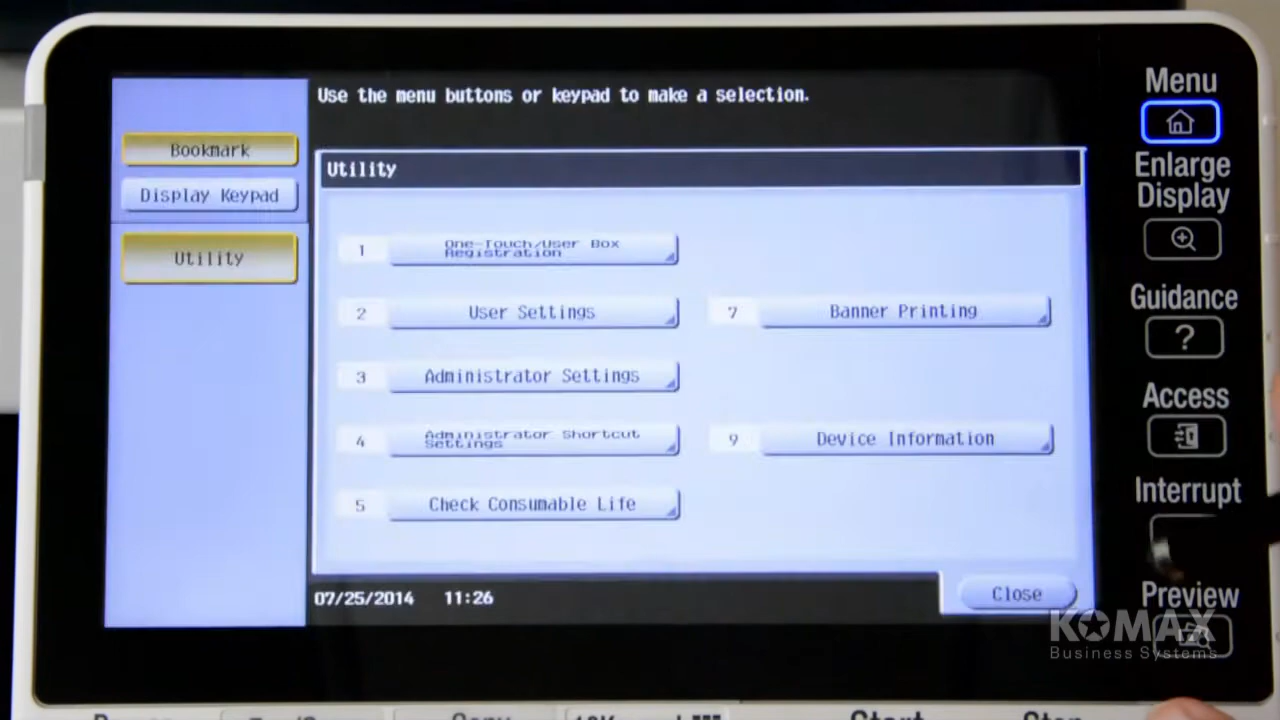 Use the menu buttons or keypad to make a selection.
Bookmark
Display Keypad
Utility
Utility
1 One-Touch/User Box
Registration
2 User Settings
3 Administrator Settings
4 Administrator Shortcut
Settings
5 Check Consumable Life
7 Banner Printing
9 Device Information
07/25/2014 11:26
Close
Menu
Enlarge
Display
Guidance
?
Access
Interrupt
Preview
KOMAX
Business Systems
Copy
Start
Stop